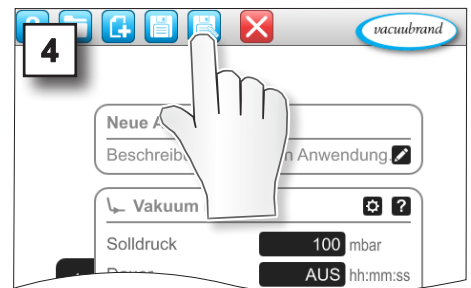 4
vacuubrand
Neue A
Beschreibu n Anwendung.
Vakuum
?
Solldruck 100 mbar
AUS hh:mm:ss